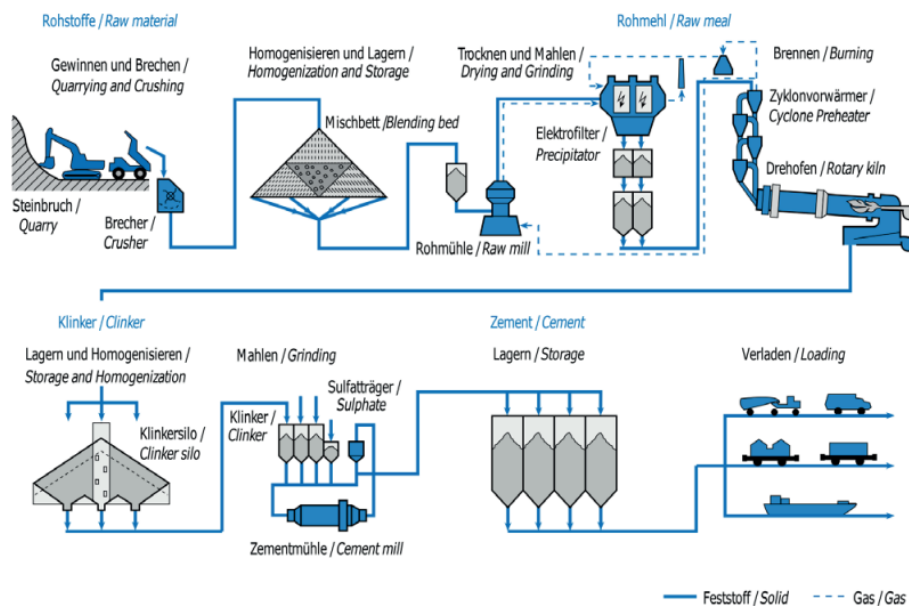 Rohstoffe / Raw material
Gewinnen und Brechen /
Quarrying and Crushing
Steinbruch /
Quarry
Brecher /
Crusher
Homogenisieren und Lagern /
Homogenization and Storage
Mischbett /Blending bed
Rohmehl / Raw meal
Trocknen und Mahlen /
Drying and Grinding
Elektrofilter /
Precipitator
Rohmühle / Raw mill
Brennen / Burning
Zyklonvorwärmer /
Cyclone Preheater
Drehofen / Rotary kiln
Klinker / Clinker
Lagern und Homogenisieren /
Storage and Homogenization
Klinkersilo /
Clinker silo
Mahlen / Grinding
Klinker /
Clinker
Sulfatträger /
Sulphate
Zementmühle / Cement mill
Zement / Cement
Lagern / Storage
Verladen / Loading
Feststoff / Solid
Gas / Gas